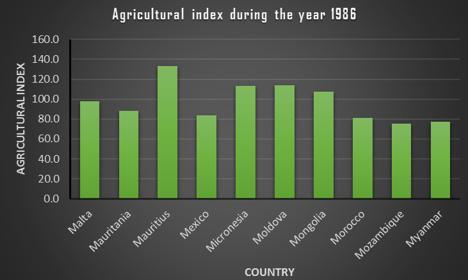 Agricultural index during the year 1986
AGRICULTURAL INDEX
160.0
140.0
120.0
100.0
80.0
60.0
40.0
20.0
0.0
Malta
Mauritania
Mauritius
Mexico
Micronesia
Moldova
Mongolia
Morocco
Mozambique
Myanmar
COUNTRY